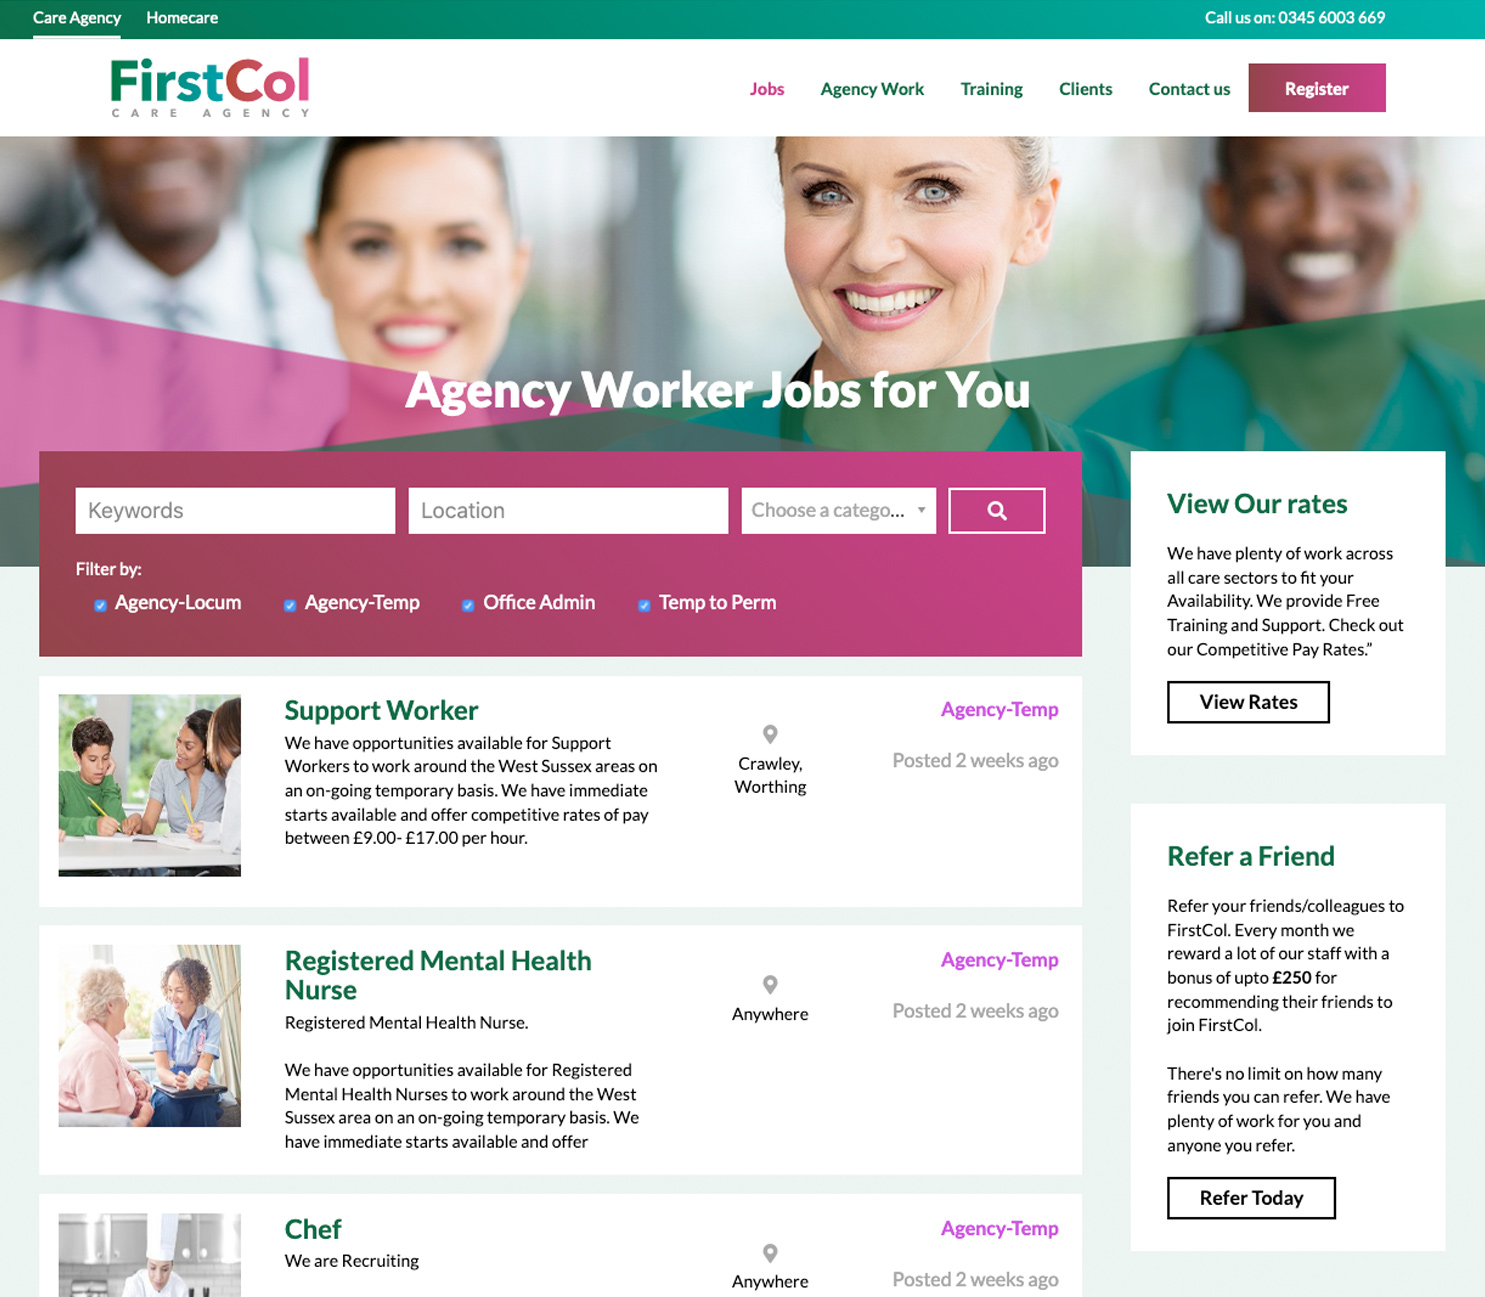 Care Agency Homecare Call us on: 0345 6003 669
FirstCol
CARE AGENCY
Jobs Agency Work Training Clients Contact us Register
Agency Worker Jobs for You
Keywords Location Choose a catego...
Filter by:
Agency-Locum Agency-Temp Office Admin Temp to Perm
Support Worker
We have opportunities available for Support
Workers to work around the West Sussex areas on
an on-going temporary basis. We have immediate
starts available and offer competitive rates of pay
between £9.00- £17.00 per hour.
Crawley,
Worthing
Agency-Temp
Posted 2 weeks ago
Registered Mental Health
Nurse
Registered Mental Health Nurse.
We have opportunities available for Registered
Mental Health Nurses to work around the West
Sussex area on an on-going temporary basis. We
have immediate starts available and offer
Anywhere
Agency-Temp
Posted 2 weeks ago
Chef
We are Recruiting
Anywhere
Agency-Temp
Posted 2 weeks ago
View Our rates
We have plenty of work across
all care sectors to fit your
Availability. We provide Free
Training and Support. Check out
our Competitive Pay Rates.”
View Rates
Refer a Friend
Refer your friends/colleagues to
FirstCol. Every month we
reward a lot of our staff with a
bonus of upto £250 for
recommending their friends to
join FirstCol.
There's no limit on how many
friends you can refer. We have
plenty of work for you and
anyone you refer.
Refer Today